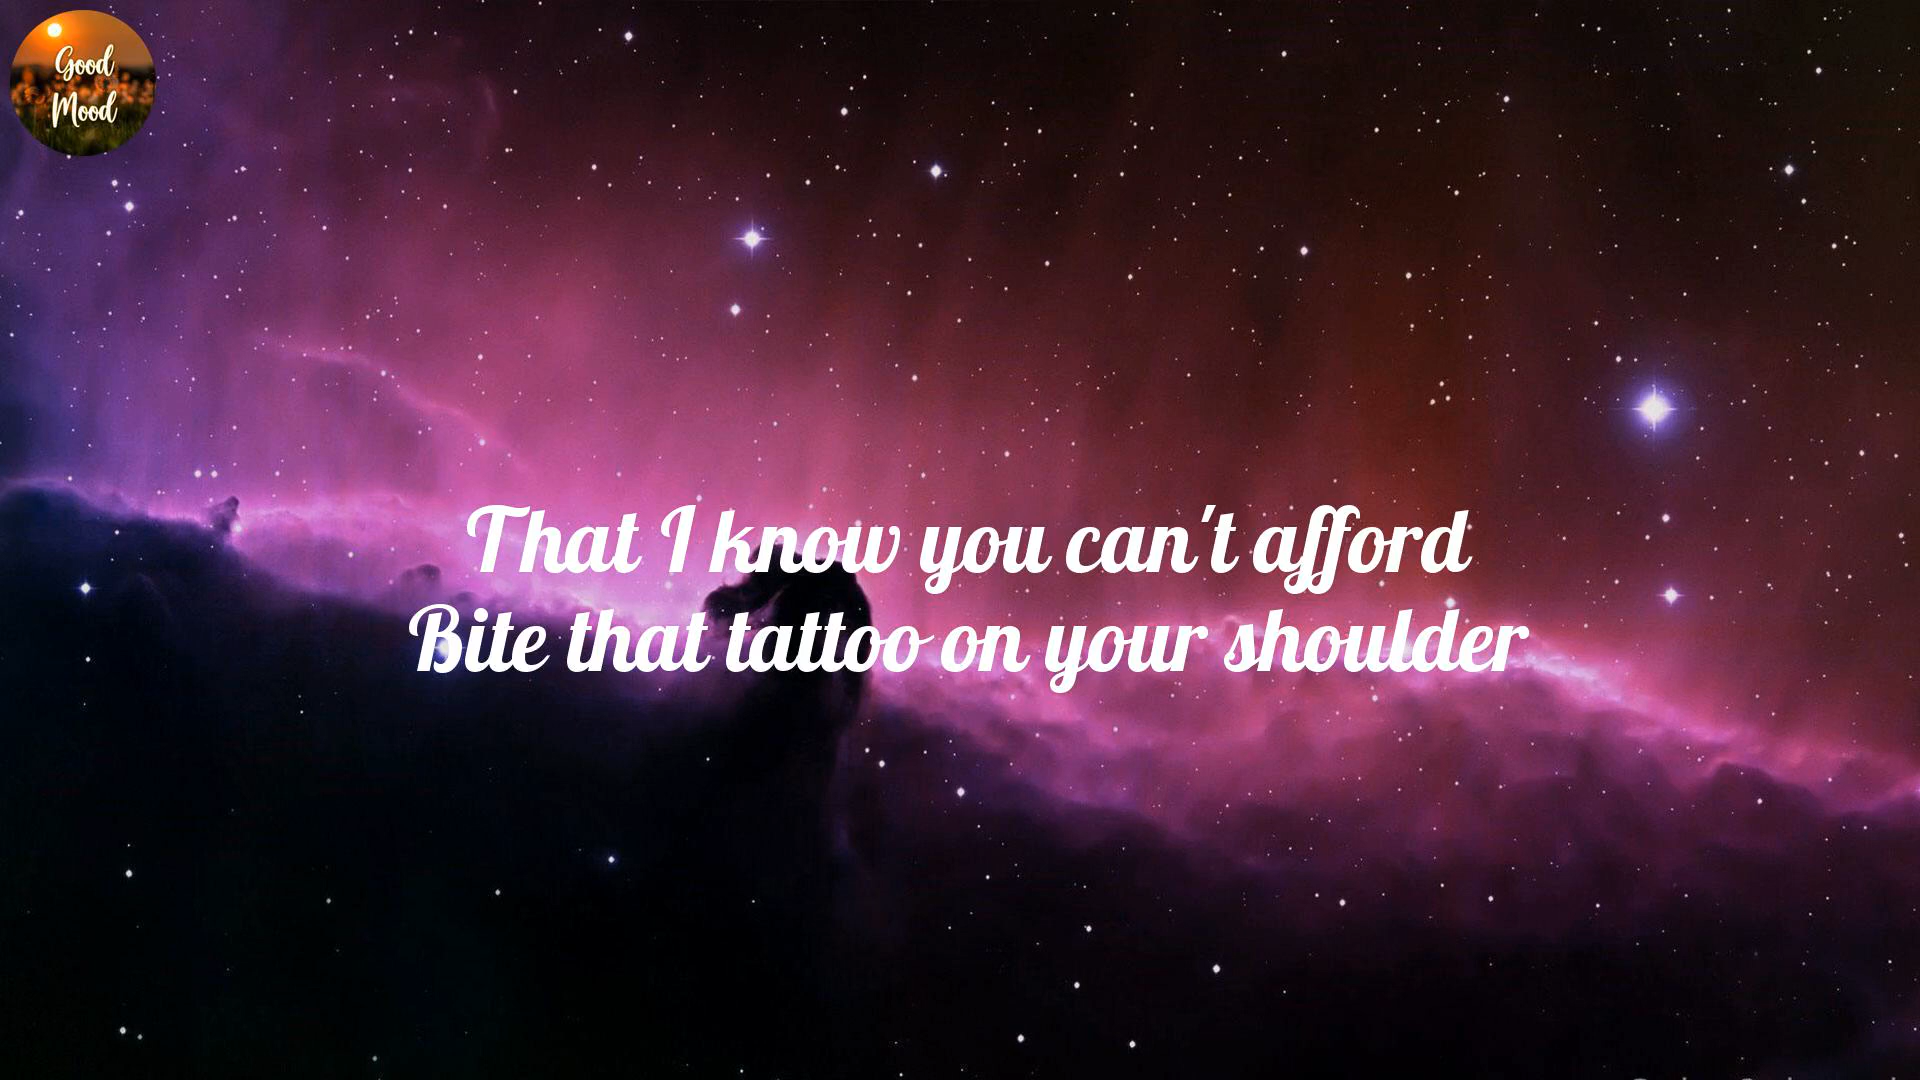 Good
Mood
That I know you can't afford
Bite that tattoo on your shoulder